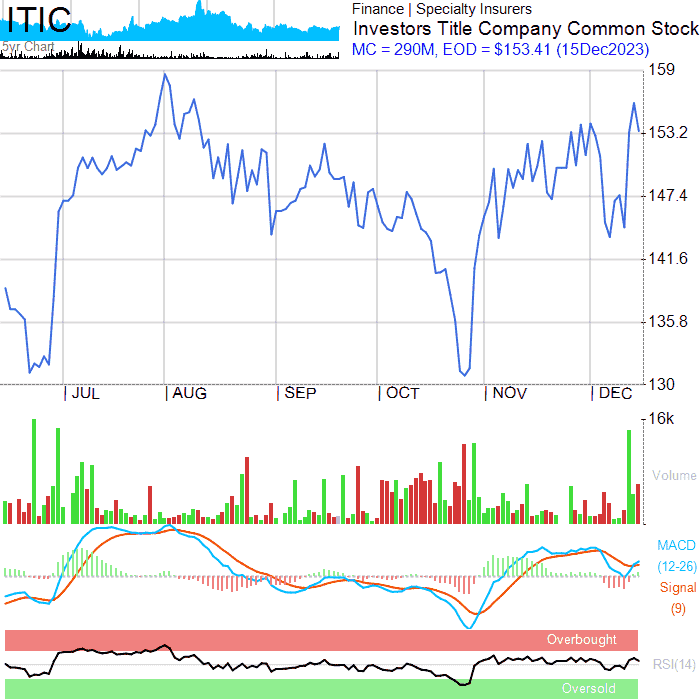 ITIC
5yr Chart
Finance | Specialty Insurers
Investors Title Company Common Stock
MC = 290M, EOD = $153.41 (15Dec2023)
159
153.2
147.4
141.6
135.8
130
| JUL | AUG | SEP | OCT | NOV | DEC
16k
Volume
MACD
(12-26)
Signal
(9)
Overbought
RSI(14)
Oversold